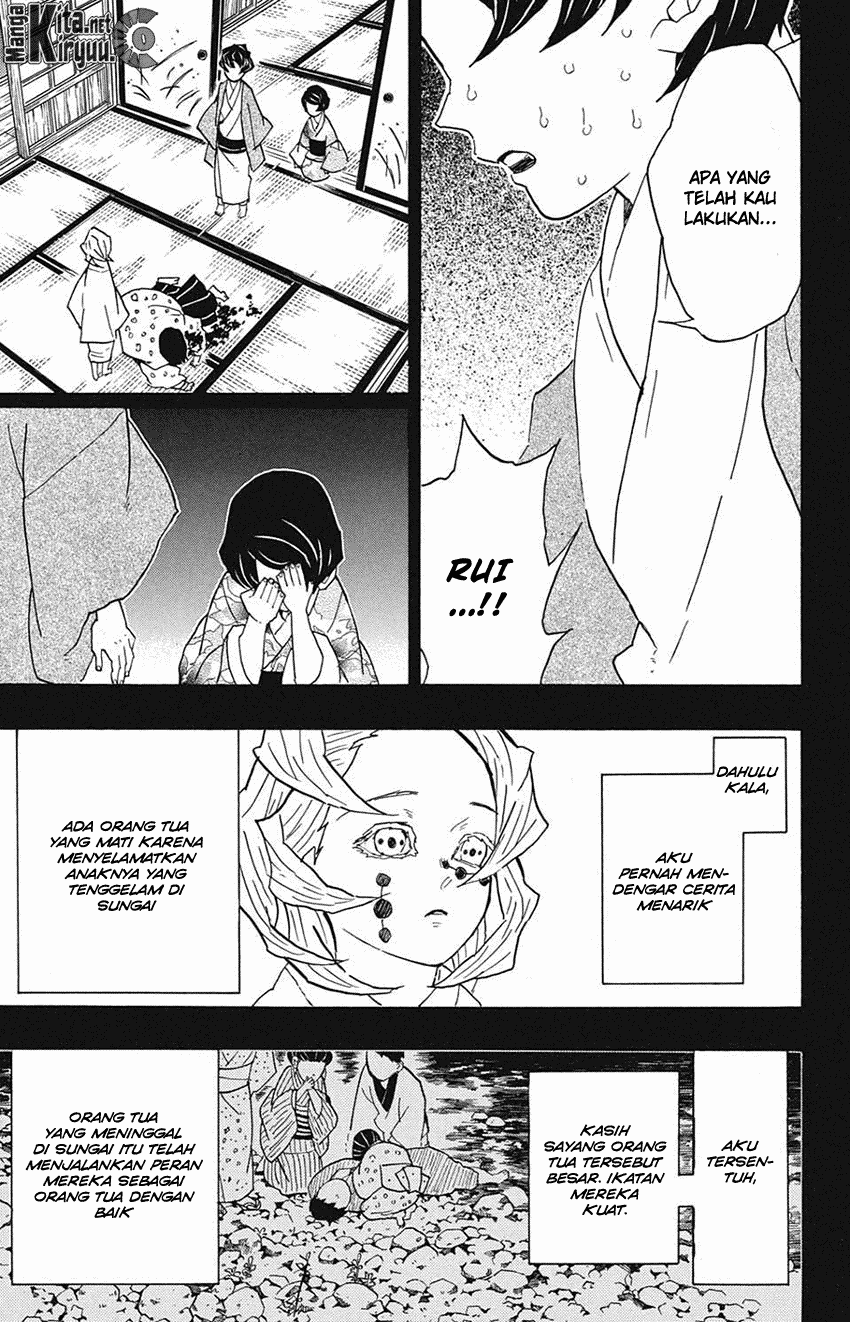 Manga
Kita.net
Kiryuu.
APA YANG
TELAH KAU
LAKUKAN...
RUI
...!!
DAHULU
KALA,
AKU
PERNAH MEN-
DENGAR CERITA
MENARIK
ADA ORANG TUA
YANG MATI KARENA
MENYELAMATKAN
ANAKNYA YANG
TENGGELAM DI
SUNGAI
AKU
TERSEN-
TUH,
KASIH
SAYANG ORANG
TUA TERSEBUT
BESAR. IKATAN
MEREKA
KUAT.
ORANG TUA
YANG MENINGGAL
DI SUNGAI ITU TELAH
MENJALANKAN PERAN
MEREKA SEBAGAI
ORANG TUA DENGAN
BAIK